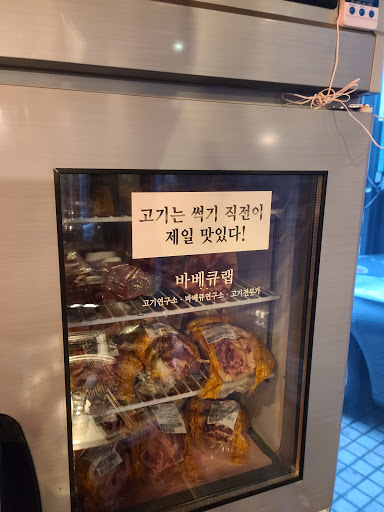 고기는 썩기 직전이
제일 맛있다!
바베큐랩
고기연구소 · 바베큐연구소 · 고기전문가